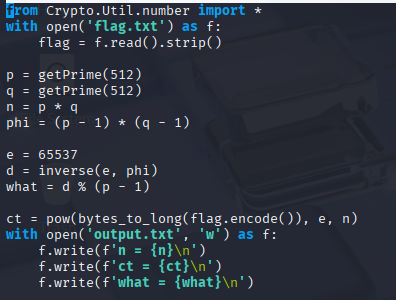 from Crypto.Util.number import *
with open('flag.txt') as f:
    flag = f.read().strip()

p = getPrime(512)
q = getPrime(512)
n = p * q
phi = (p - 1) * (q - 1)

e = 65537
d = inverse(e, phi)
what = d % (p - 1)

ct = pow(bytes_to_long(flag.encode()), e, n)
with open('output.txt', 'w') as f:
    f.write(f'n = {n}\n')
    f.write(f'ct = {ct}\n')
    f.write(f'what = {what}\n')